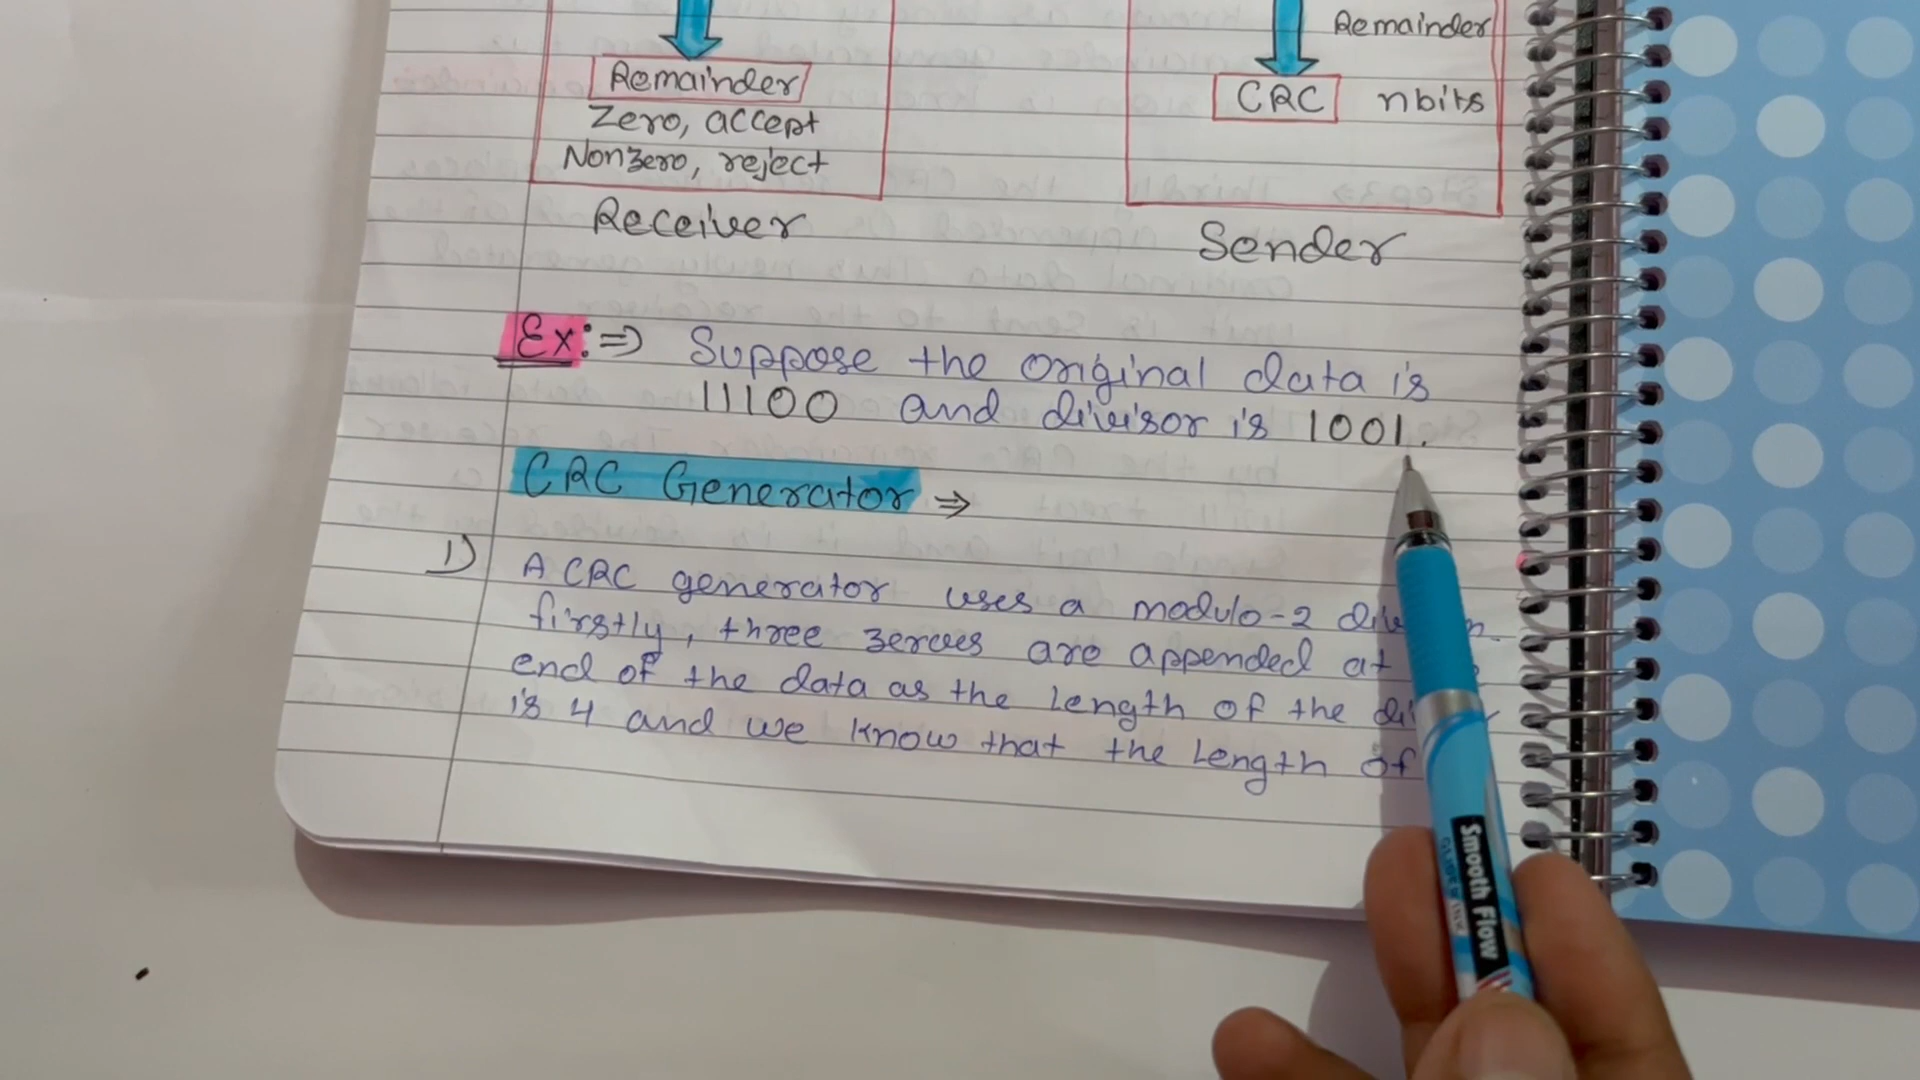 Remainder
Zero, accept
Nonzero, reject
Receiver
Remainder
CRC nbits
Sender
Ex:⇒ Suppose the original data is
11100 and divisor is 1001.
CRC Generator ⇒
1) A CRC generator uses a modulo-2
firstly, three zeroes are appended at
end of the data as the length of the
is 4 and we know that the length of
Smooth Flow